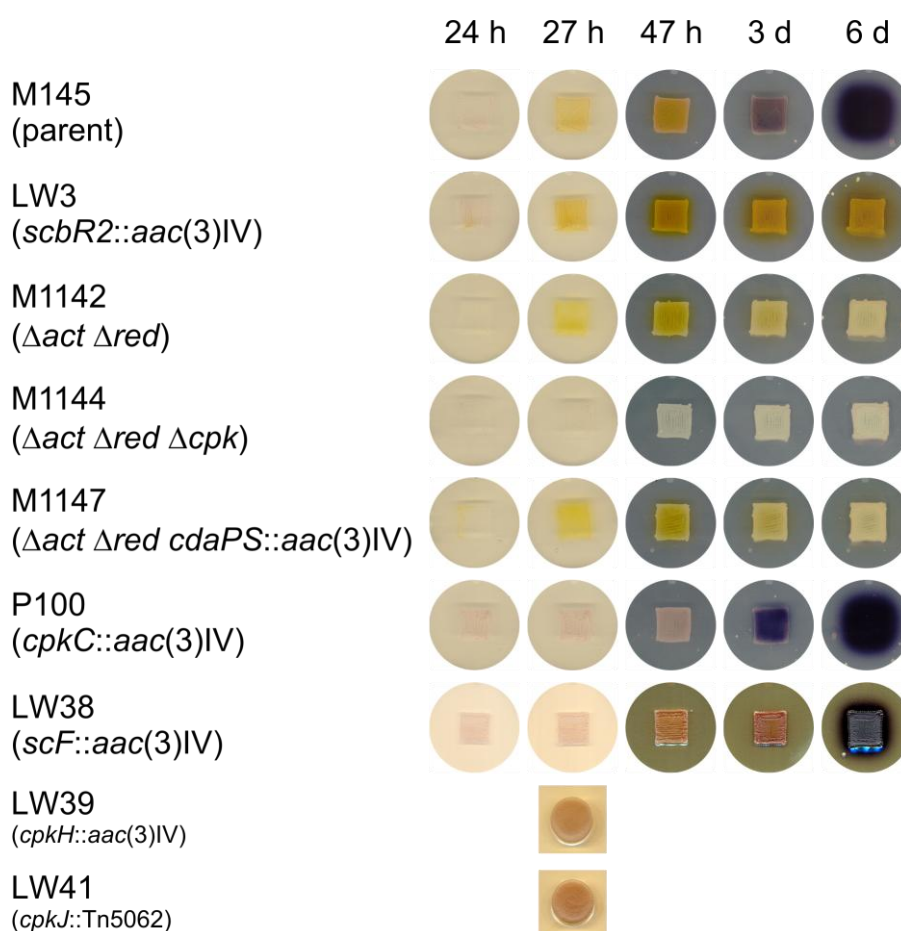 24 h 27 h 47 h 3 d 6 d
M145
(parent)
LW3
(scbR2::aac(3)IV)
M1142
(Δact Δred)
M1144
(Δact Δred Δcpk)
M1147
(Δact Δred cdaPS::aac(3)IV)
P100
(cpkC::aac(3)IV)
LW38
(scF::aac(3)IV)
LW39
(cpkH::aac(3)IV)
LW41
(cpkJ::Tn5062)